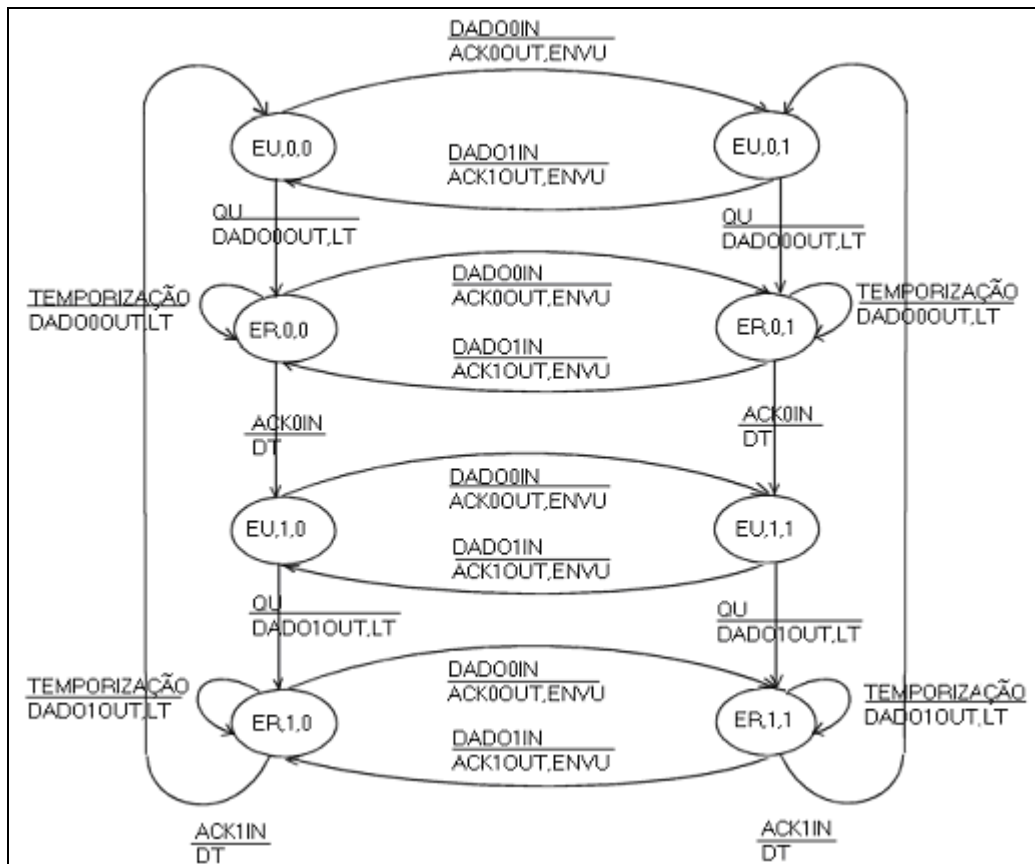 DADO0IN
ACK0OUT,ENVU
EU,0,0
EU,0,1
DADO1IN
ACK1OUT,ENVU
QU
DADO0OUT,LT
QU
DADO0OUT,LT
DADO0IN
ACK0OUT,ENVU
TEMPORIZAÇÃO
DADO0OUT,LT
TEMPORIZAÇÃO
DADO0OUT,LT
ER,0,0
ER,0,1
DADO1IN
ACK1OUT,ENVU
ACK0IN
DT
ACK0IN
DT
DADO0IN
ACK0OUT,ENVU
EU,1,0
EU,1,1
DADO1IN
ACK1OUT,ENVU
QU
DADO1OUT,LT
QU
DADO1OUT,LT
DADO0IN
ACK0OUT,ENVU
TEMPORIZAÇÃO
DADO1OUT,LT
TEMPORIZAÇÃO
DADO1OUT,LT
ER,1,0
ER,1,1
DADO1IN
ACK1OUT,ENVU
ACK1IN
DT
ACK1IN
DT